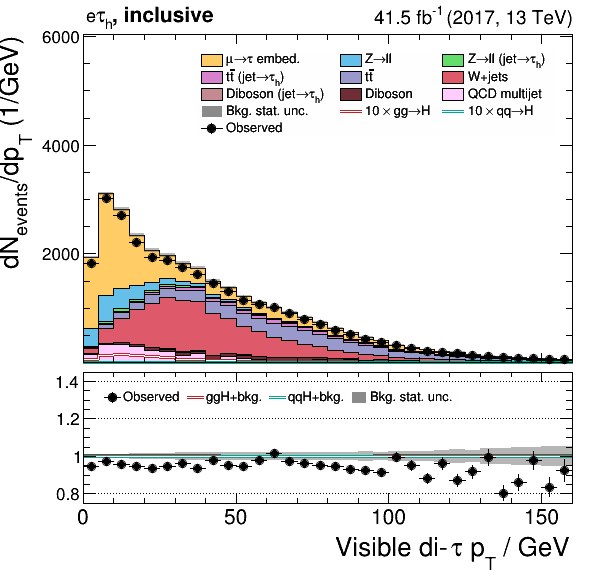 eτh, inclusive 41.5 fb-1 (2017, 13 TeV)
dNevents/dpT (1/GeV)
6000
4000
2000
μ→τ embed. Z→ll Z→ll (jet→τh)
tt̄ (jet→τh) tt̄ W+jets
Diboson (jet→τh) Diboson QCD multijet
Bkg. stat. unc. 10×gg→H 10×qq→H
Observed
1.4
1.2
1
0.8
Observed ggH+bkg. qqH+bkg. Bkg. stat. unc.
0 50 100 150
Visible di-τ pT / GeV